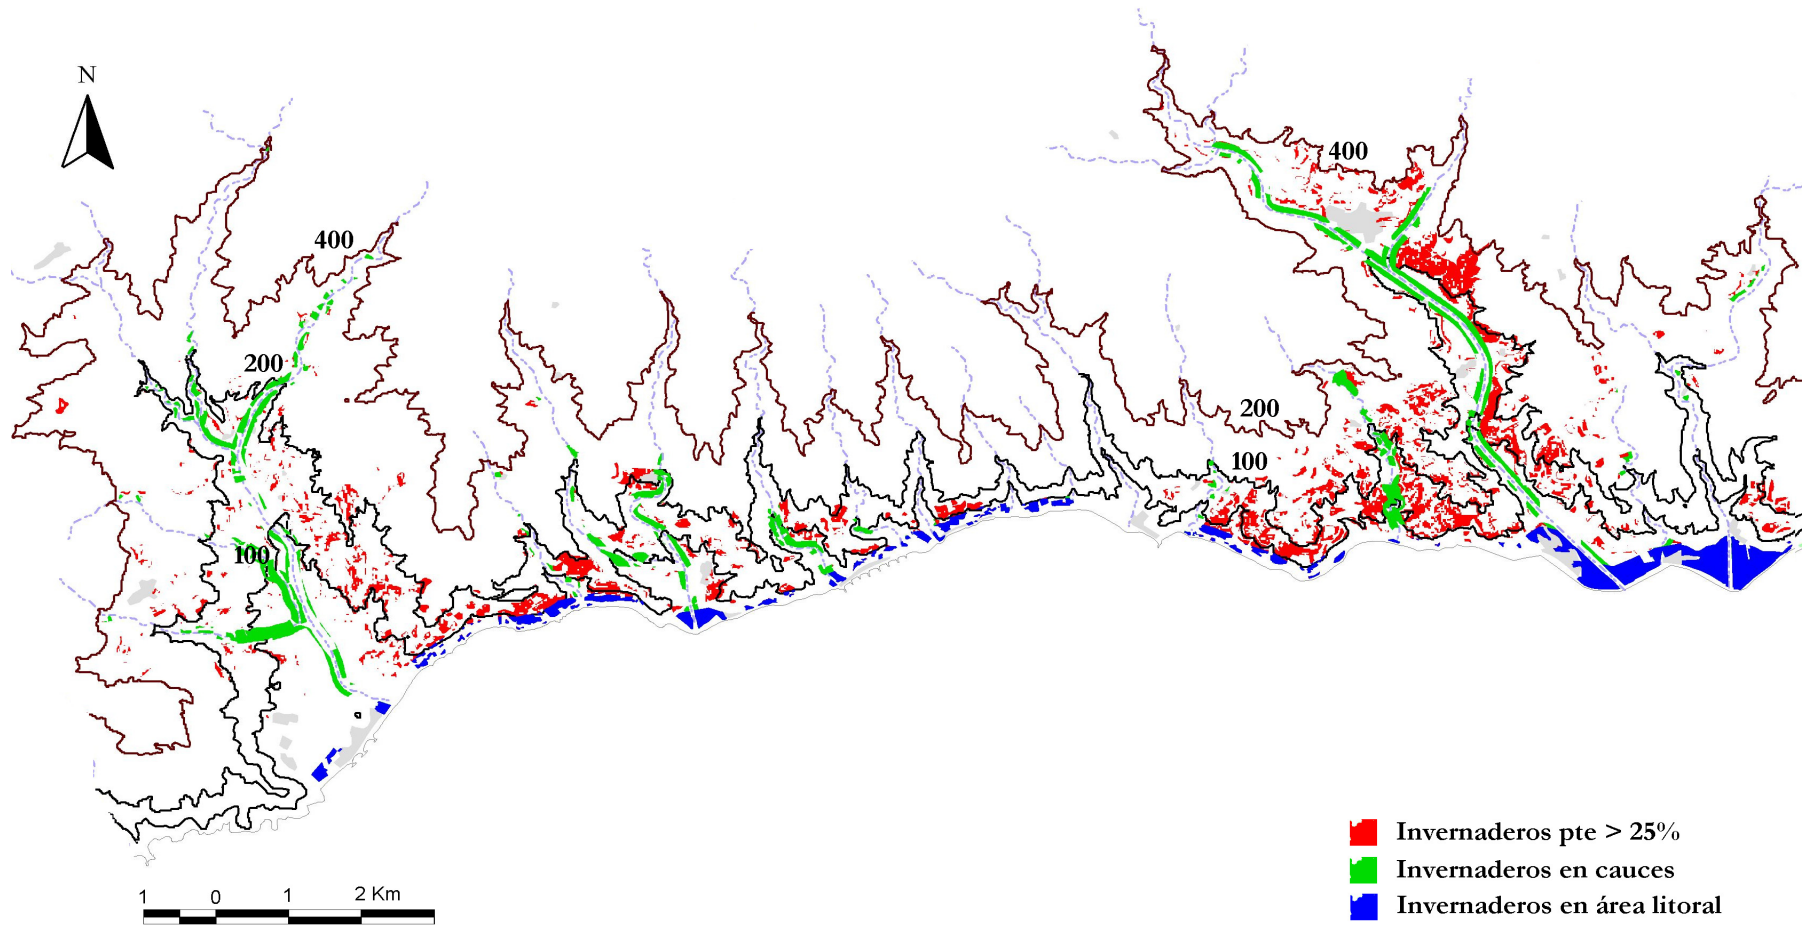 N
400
400
200
200
100
100
Invernaderos pte > 25%
Invernaderos en cauces
Invernaderos en área litoral
1 0 1 2 Km